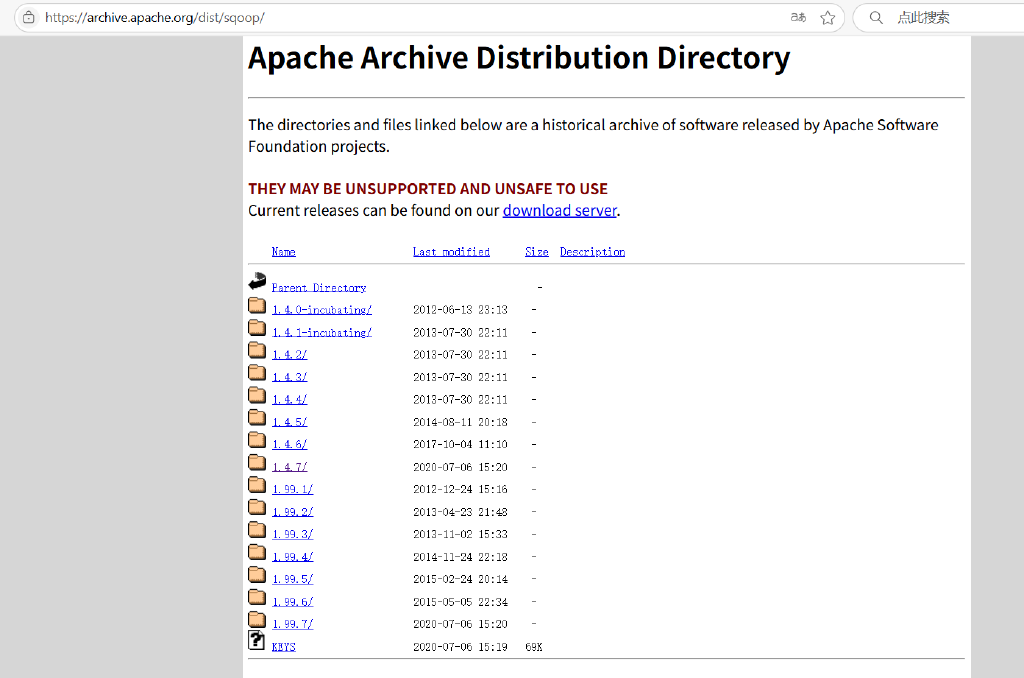 https://archive.apache.org/dist/sqoop/
点此搜索
Apache Archive Distribution Directory
The directories and files linked below are a historical archive of software released by Apache Software
Foundation projects.
THEY MAY BE UNSUPPORTED AND UNSAFE TO USE
Current releases can be found on our download server.
Name Last modified Size Description
Parent Directory -
1.4.0-incubating/ 2012-06-13 23:13 -
1.4.1-incubating/ 2013-07-30 22:11 -
1.4.2/ 2013-07-30 22:11 -
1.4.3/ 2013-07-30 22:11 -
1.4.4/ 2013-07-30 22:11 -
1.4.5/ 2014-08-11 20:18 -
1.4.6/ 2017-10-04 11:10 -
1.4.7/ 2020-07-06 15:20 -
1.99.1/ 2012-12-24 15:16 -
1.99.2/ 2013-04-23 21:48 -
1.99.3/ 2013-11-02 15:33 -
1.99.4/ 2014-11-24 22:18 -
1.99.5/ 2015-02-24 20:14 -
1.99.6/ 2015-05-05 22:34 -
1.99.7/ 2020-07-06 15:20 -
KEYS 2020-07-06 15:19 69K